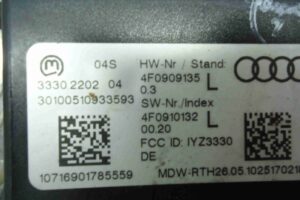 04S
HW-Nr / Stand:
3330 2202 04
4F0909135 L
30100510933593
0.3
SW-Nr./Index
4F0910132 L
00.20
FCC ID: IYZ3330
DE
10716901785559
MDW-RTH26.05.1025170210